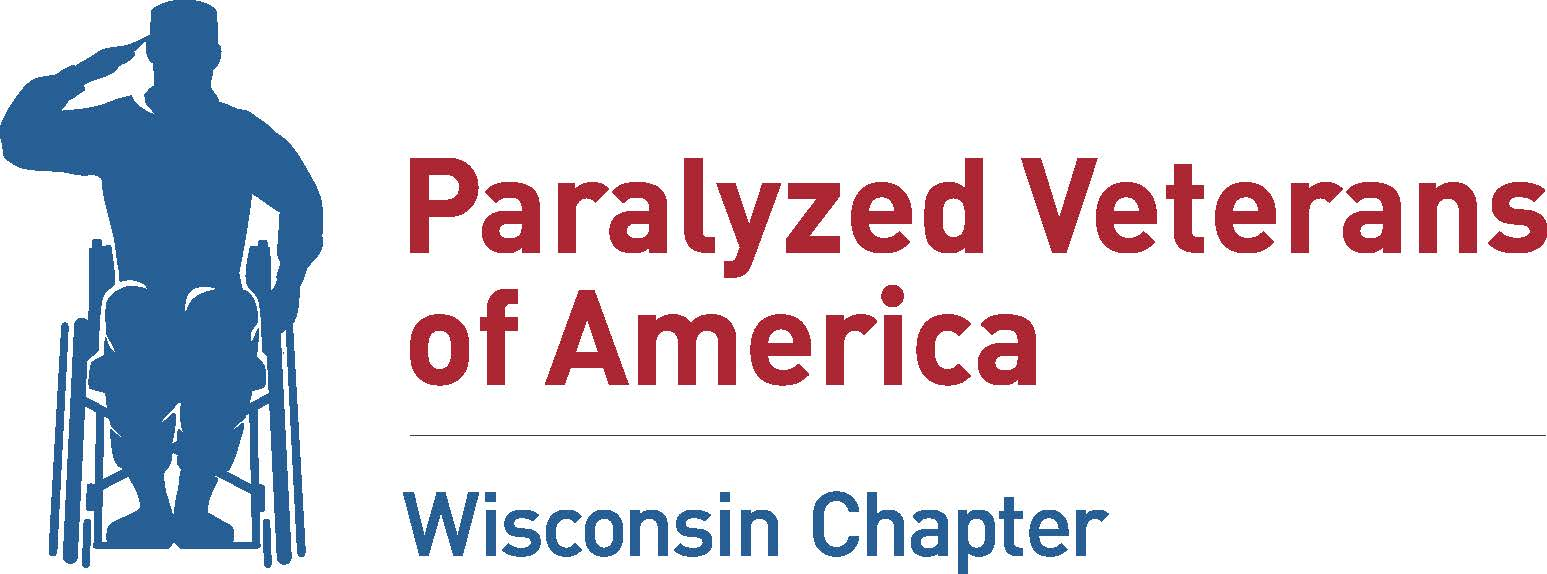 Paralyzed Veterans
of America
Wisconsin Chapter